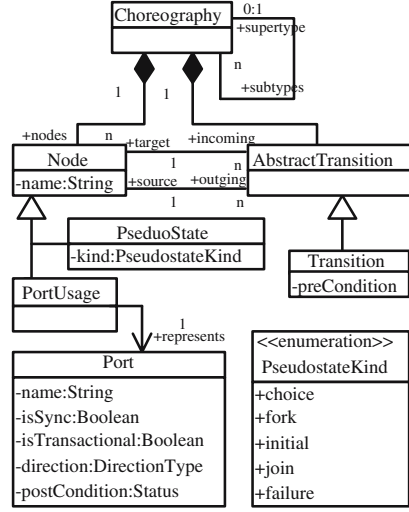 Choreography
0:1
+supertype
n
+subtypes
1
1
+nodes
n
+target
+incoming
1
n
Node
-name:String
+source
+outging
1
n
AbstractTransition
PseduoState
-kind:PseudostateKind
Transition
-preCondition
PortUsage
1
+represents
Port
-name:String
-isSync:Boolean
-isTransactional:Boolean
-direction:DirectionType
-postCondition:Status
<<enumeration>>
PseudostateKind
+choice
+fork
+initial
+join
+failure